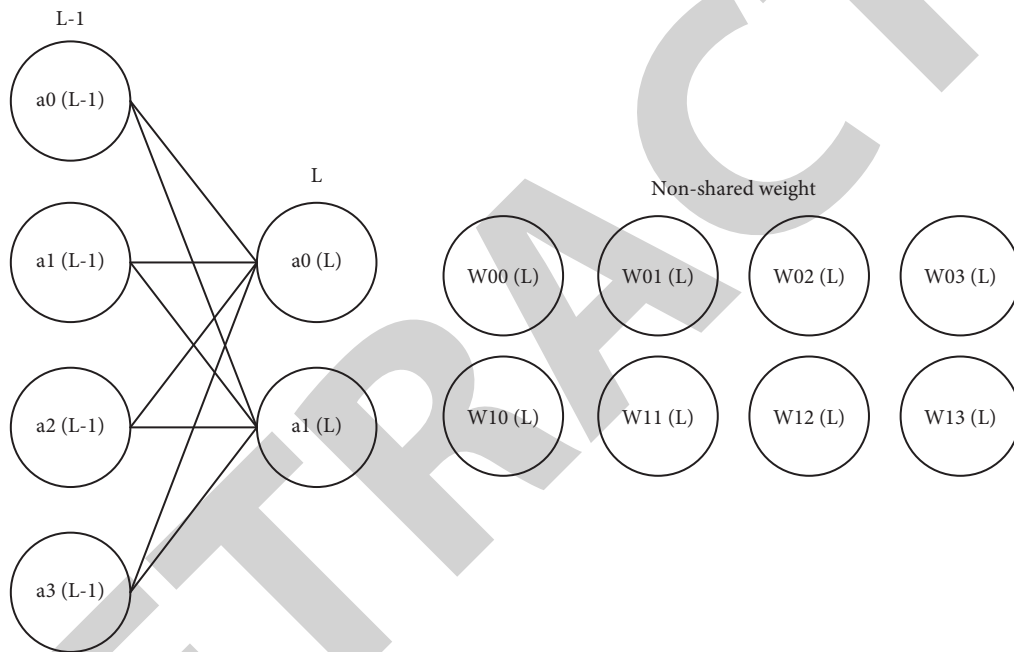 L-1
a0 (L-1)
a1 (L-1)
a2 (L-1)
a3 (L-1)
L
a0 (L)
a1 (L)
Non-shared weight
W00 (L) W01 (L) W02 (L) W03 (L)
W10 (L) W11 (L) W12 (L) W13 (L)
TRACT